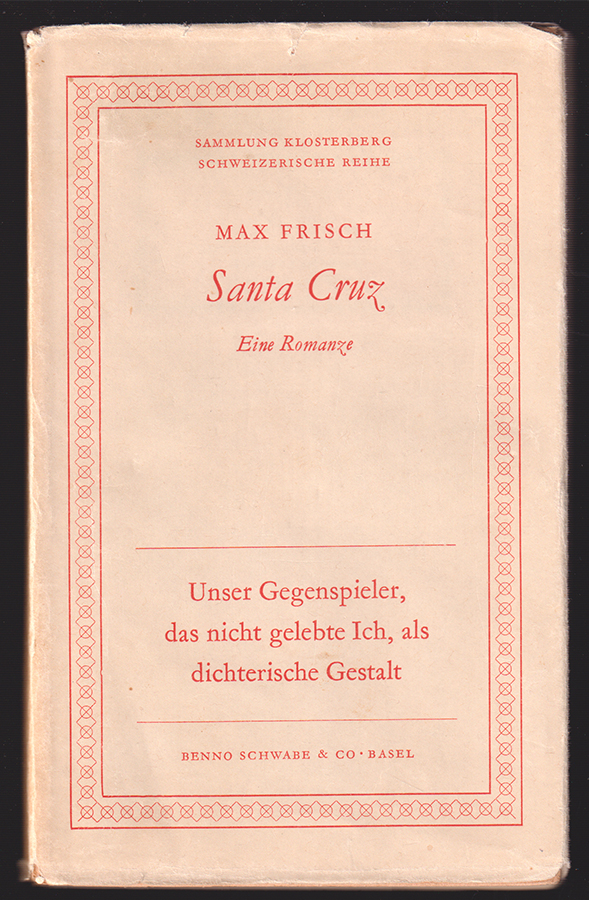 SAMMLUNG KLOSTERBERG
SCHWEIZERISCHE REIHE
MAX FRISCH
Santa Cruz
Eine Romanze
Unser Gegenspieler,
das nicht gelebte Ich, als
dichterische Gestalt
BENNO SCHWABE & CO · BASEL